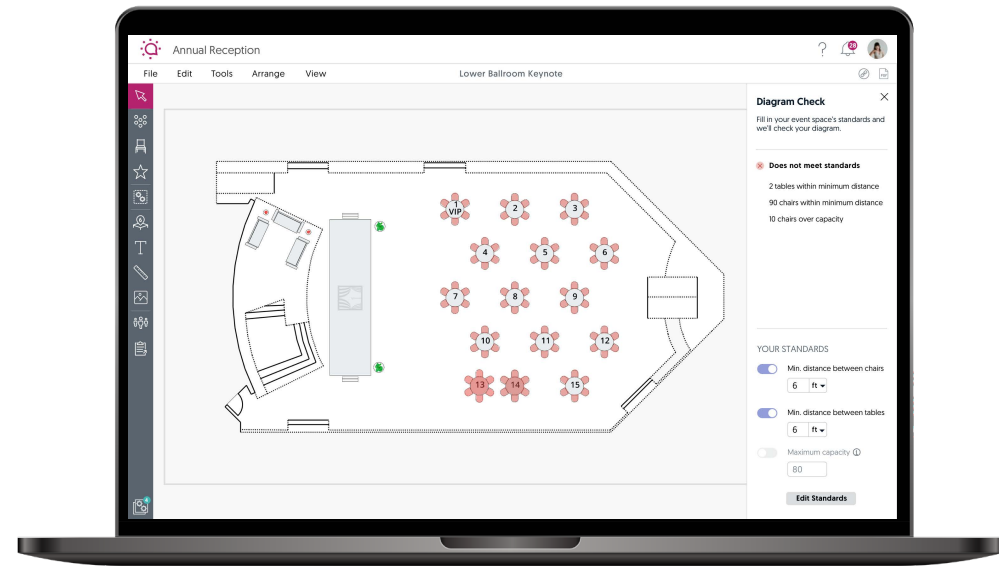 Annual Reception
?
28
File Edit Tools Arrange View
Lower Ballroom Keynote
Diagram Check
Fill in your event space's standards and
we'll check your diagram.
Does not meet standards
2 tables within minimum distance
90 chairs within minimum distance
10 chairs over capacity
1
VIP
2
3
4
5
6
7
8
9
10
11
12
13
14
15
T
YOUR STANDARDS
Min. distance between chairs
6 ft
Min. distance between tables
6 ft
Maximum capacity
80
Edit Standards